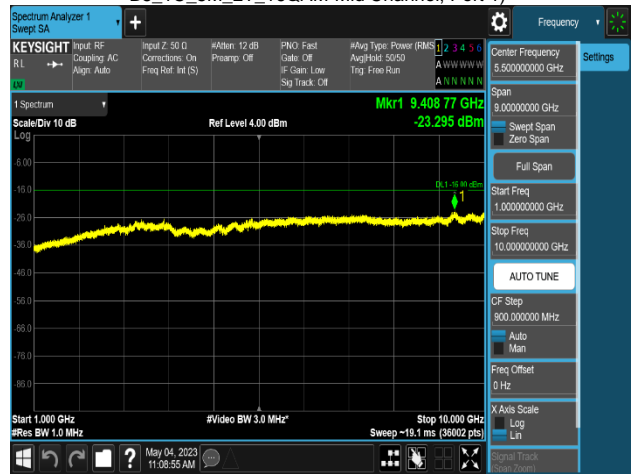 Spectrum Analyzer 1
Swept SA
Frequency
KEYSIGHT
Input: RF
Input Z: 50 Ω
#Atten: 12 dB
PNO: Fast
#Avg Type: Power (RMS
1 2 3 4 5 6
RL
Coupling: AC
Corrections: On
Preamp: Off
Gate: Off
Avg|Hold: 50/50
A W W W W W
Align: Auto
Freq Ref: Int (S)
IF Gain: Low
Trig: Free Run
Sig Track: Off
A N N N N N
1 Spectrum
Mkr1 9.408 77 GHz
Scale/Div 10 dB
Ref Level 4.00 dBm
-23.295 dBm
Log
-6.00
-16.0
DL1 -16.00 dBm
1
-26.0
-36.0
-46.0
-56.0
-66.0
-76.0
-86.0
Start 1.000 GHz
#Video BW 3.0 MHz*
Stop 10.000 GHz
#Res BW 1.0 MHz
Sweep ~19.1 ms (36002 pts)
Center Frequency
5.500000000 GHz
Settings
Span
9.00000000 GHz
Swept Span
Zero Span
Full Span
Start Freq
1.000000000 GHz
Stop Freq
10.000000000 GHz
AUTO TUNE
CF Step
900.000000 MHz
Auto
Man
Freq Offset
0 Hz
X Axis Scale
Log
Lin
Signal Track
(Span Zoom)
?
May 04, 2023
11:08:55 AM